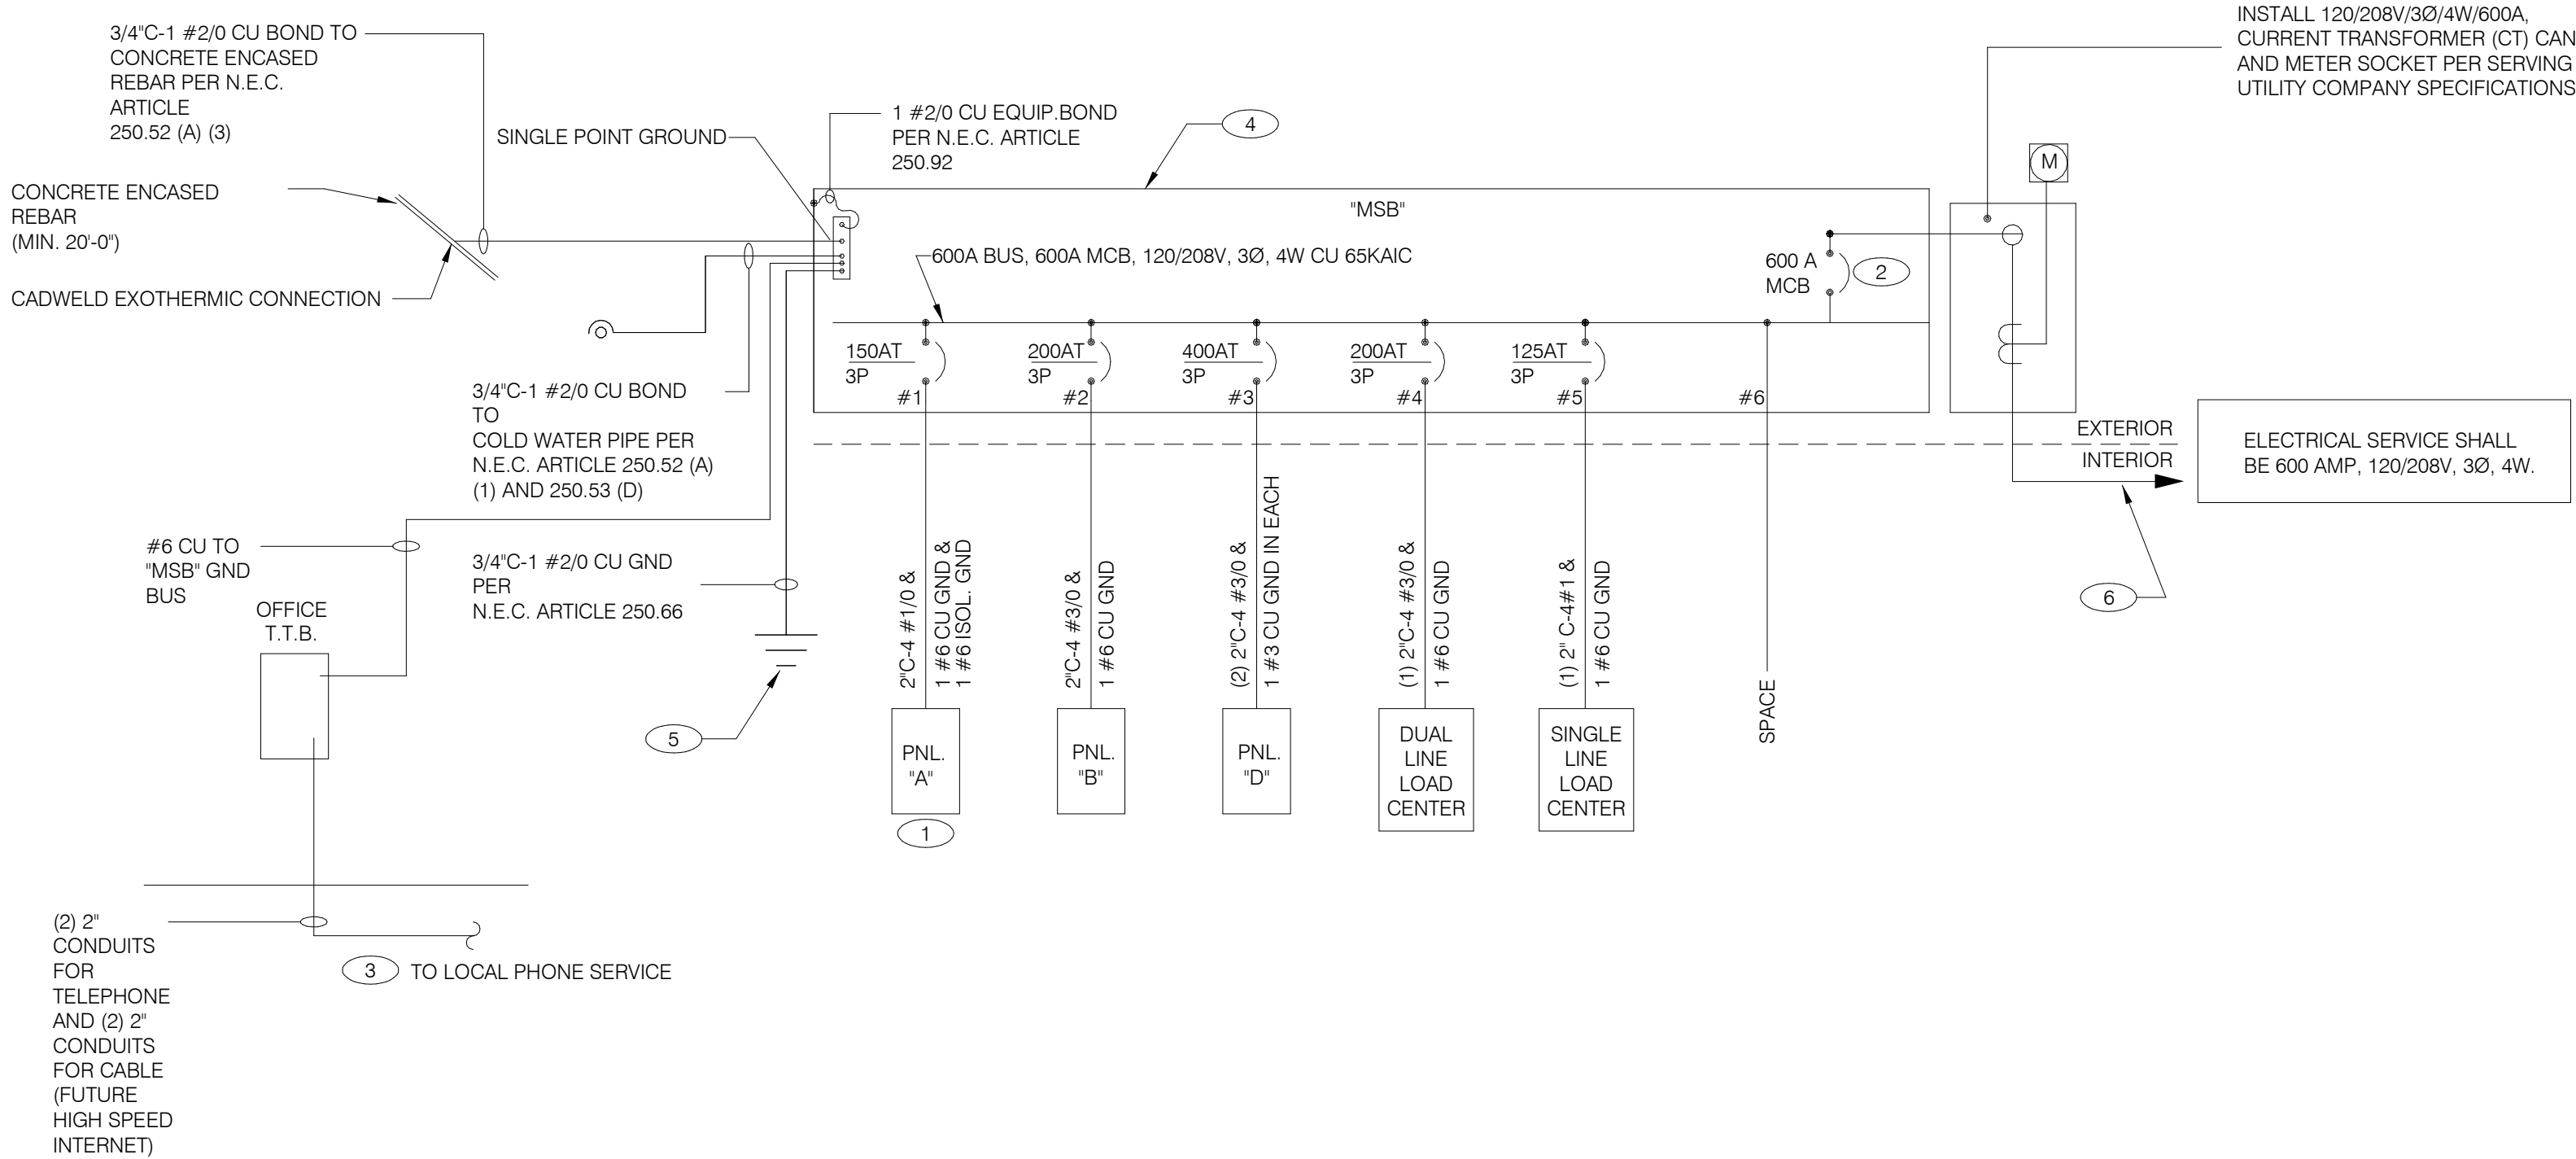 3/4"C-1 #2/0 CU BOND TO
CONCRETE ENCASED
REBAR PER N.E.C.
ARTICLE
250.52 (A) (3)
SINGLE POINT GROUND
1 #2/0 CU EQUIP.BOND
PER N.E.C. ARTICLE
250.92
4
INSTALL 120/208V/3Ø/4W/600A,
CURRENT TRANSFORMER (CT) CAN
AND METER SOCKET PER SERVING
UTILITY COMPANY SPECIFICATIONS
M
CONCRETE ENCASED
REBAR
(MIN. 20'-0")
CADWELD EXOTHERMIC CONNECTION
"MSB"
600A BUS, 600A MCB, 120/208V, 3Ø, 4W CU 65KAIC
600 A
MCB
2
150AT
3P
#1
200AT
3P
#2
400AT
3P
#3
200AT
3P
#4
125AT
3P
#5
#6
3/4"C-1 #2/0 CU BOND
TO
COLD WATER PIPE PER
N.E.C. ARTICLE 250.52 (A)
(1) AND 250.53 (D)
EXTERIOR
INTERIOR
ELECTRICAL SERVICE SHALL
BE 600 AMP, 120/208V, 3Ø, 4W.
6
#6 CU TO
"MSB" GND
BUS
OFFICE
T.T.B.
3/4"C-1 #2/0 CU GND
PER
N.E.C. ARTICLE 250.66
5
2"C-4 #1/0 &
1 #6 CU GND &
1 #6 ISOL. GND
2"C-4 #3/0 &
1 #6 CU GND
(2) 2"C-4 #3/0 &
1 #3 CU GND IN EACH
(1) 2"C-4 #3/0 &
1 #6 CU GND
(1) 2" C-4#1 &
1 #6 CU GND
SPACE
PNL.
"A"
1
PNL.
"B"
PNL.
"D"
DUAL
LINE
LOAD
CENTER
SINGLE
LINE
LOAD
CENTER
(2) 2"
CONDUITS
FOR
TELEPHONE
AND (2) 2"
CONDUITS
FOR CABLE
(FUTURE
HIGH SPEED
INTERNET)
3 TO LOCAL PHONE SERVICE